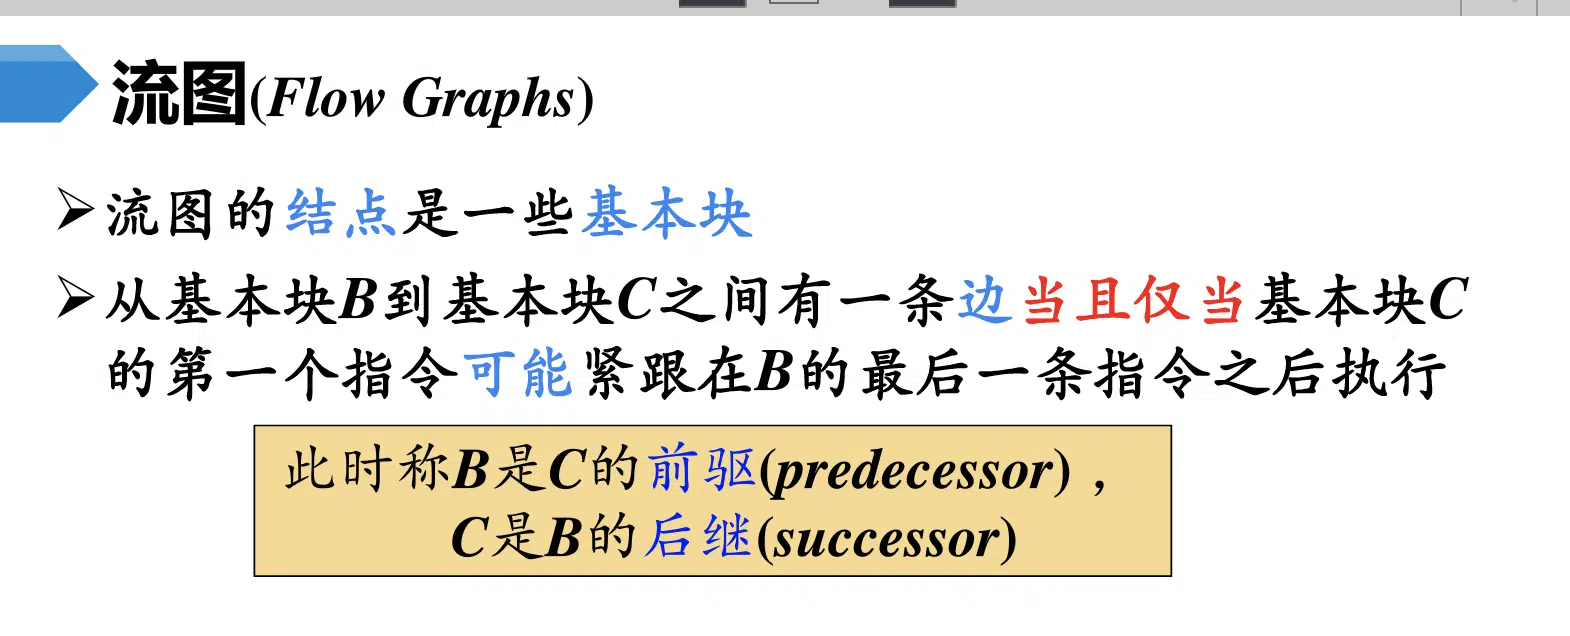 流图(Flow Graphs)
流图的结点是一些基本块
从基本块B到基本块C之间有一条边当且仅当基本块C
的第一个指令可能紧跟在B的最后一条指令之后执行
此时称B是C的前驱(predecessor),
C是B的后继(successor)